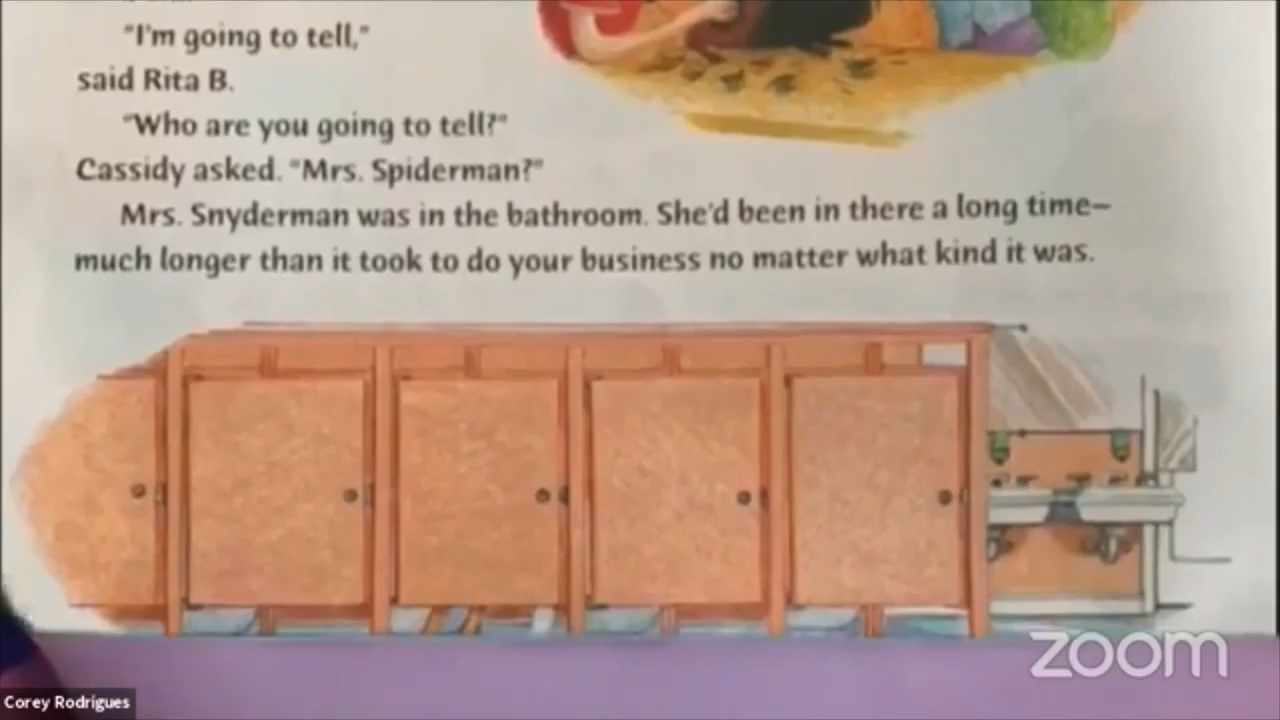 "I'm going to tell,"
said Rita B.
"Who are you going to tell?"
Cassidy asked. "Mrs. Spiderman?"
Mrs. Snyderman was in the bathroom. She'd been in there a long time—
much longer than it took to do your business no matter what kind it was.
zoom
Corey Rodrigues